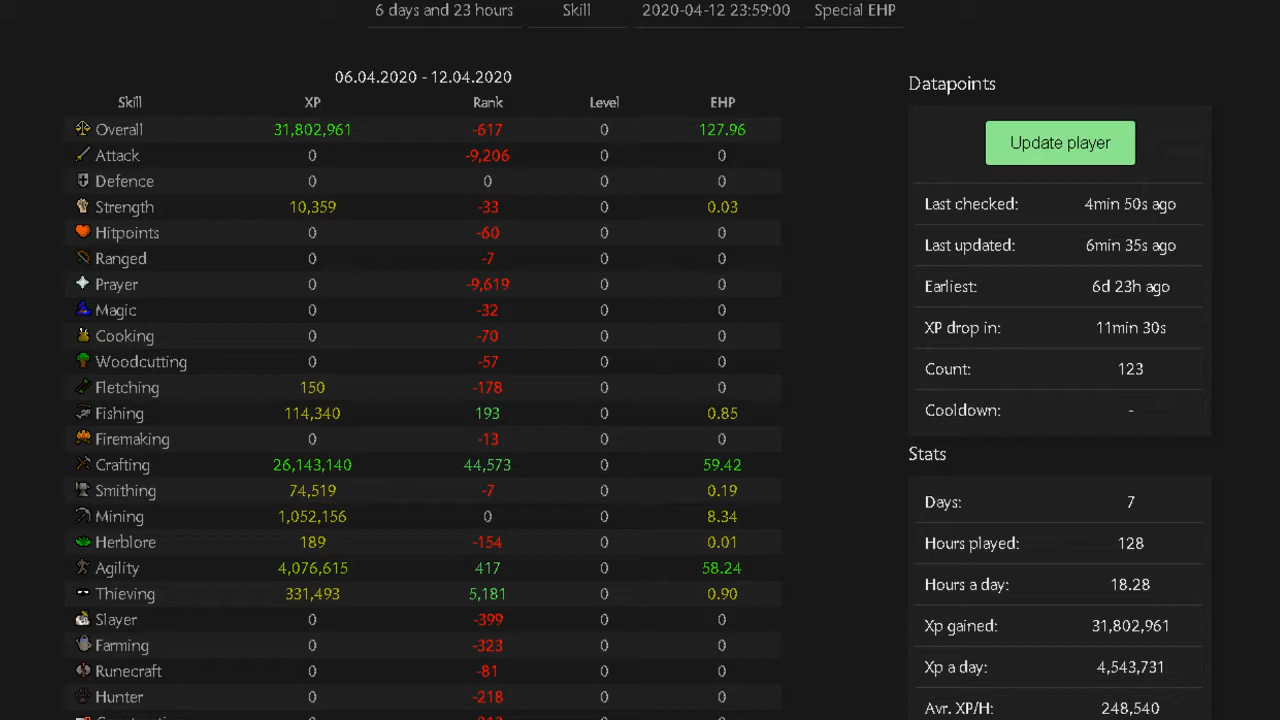 6 days and 23 hours Skill 2020-04-12 23:59:00 Special EHP
06.04.2020 - 12.04.2020
Skill XP Rank Level EHP
Overall 31,802,961 -617 0 127.96
Attack 0 -9,206 0 0
Defence 0 0 0 0
Strength 10,359 -33 0 0.03
Hitpoints 0 -60 0 0
Ranged 0 -7 0 0
Prayer 0 -9,619 0 0
Magic 0 -32 0 0
Cooking 0 -70 0 0
Woodcutting 0 -57 0 0
Fletching 150 -178 0 0
Fishing 114,340 193 0 0.85
Firemaking 0 -13 0 0
Crafting 26,143,140 44,573 0 59.42
Smithing 74,519 -7 0 0.19
Mining 1,052,156 0 0 8.34
Herblore 189 -154 0 0.01
Agility 4,076,615 417 0 58.24
Thieving 331,493 5,181 0 0.90
Slayer 0 -399 0 0
Farming 0 -323 0 0
Runecraft 0 -81 0 0
Hunter 0 -218 0 0
Datapoints
Update player
Last checked: 4min 50s ago
Last updated: 6min 35s ago
Earliest: 6d 23h ago
XP drop in: 11min 30s
Count: 123
Cooldown: -
Stats
Days: 7
Hours played: 128
Hours a day: 18.28
Xp gained: 31,802,961
Xp a day: 4,543,731
Avr. XP/H: 248,540